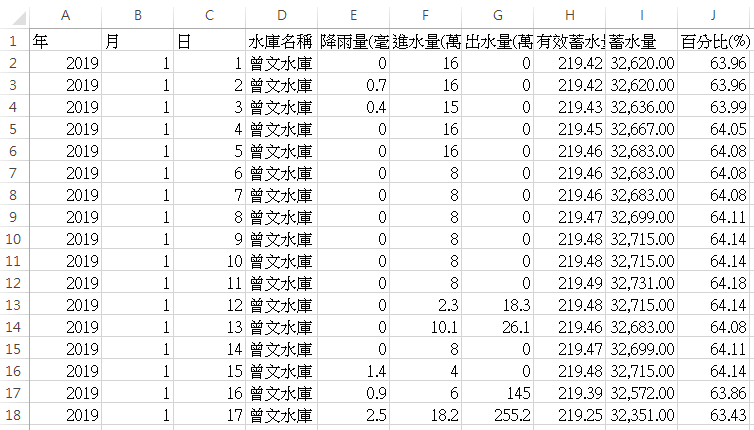 A B C D E F G H I J
1 年 月 日 水庫名稱 降雨量(毫 進水量(萬 出水量(萬 有效蓄水 蓄水量 百分比(%)
2 2019 1 1 曾文水庫 0 16 0 219.42 32,620.00 63.96
3 2019 1 2 曾文水庫 0.7 16 0 219.42 32,620.00 63.96
4 2019 1 3 曾文水庫 0.4 15 0 219.43 32,636.00 63.99
5 2019 1 4 曾文水庫 0 16 0 219.45 32,667.00 64.05
6 2019 1 5 曾文水庫 0 16 0 219.46 32,683.00 64.08
7 2019 1 6 曾文水庫 0 8 0 219.46 32,683.00 64.08
8 2019 1 7 曾文水庫 0 8 0 219.46 32,683.00 64.08
9 2019 1 8 曾文水庫 0 8 0 219.47 32,699.00 64.11
10 2019 1 9 曾文水庫 0 8 0 219.48 32,715.00 64.14
11 2019 1 10 曾文水庫 0 8 0 219.48 32,715.00 64.14
12 2019 1 11 曾文水庫 0 8 0 219.49 32,731.00 64.18
13 2019 1 12 曾文水庫 0 2.3 18.3 219.48 32,715.00 64.14
14 2019 1 13 曾文水庫 0 10.1 26.1 219.46 32,683.00 64.08
15 2019 1 14 曾文水庫 0 8 0 219.47 32,699.00 64.11
16 2019 1 15 曾文水庫 1.4 4 0 219.48 32,715.00 64.14
17 2019 1 16 曾文水庫 0.9 6 145 219.39 32,572.00 63.86
18 2019 1 17 曾文水庫 2.5 18.2 255.2 219.25 32,351.00 63.43